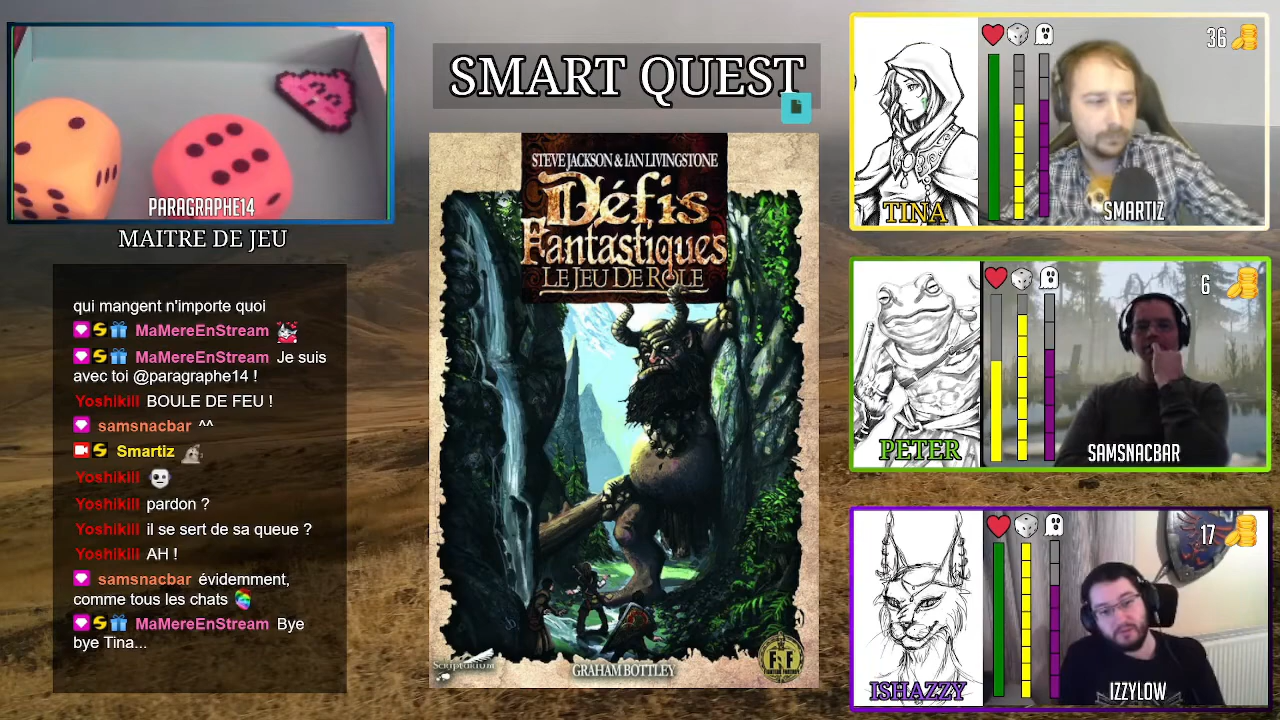 PARAGRAPHE14
MAITRE DE JEU
qui mangent n'importe quoi
MaMereEnStream
MaMereEnStream Je suis
avec toi @paragraphe14 !
Yoshikill BOULE DE FEU !
samsnacbar ^^
Smartiz
Yoshikill
Yoshikill pardon ?
Yoshikill il se sert de sa queue ?
Yoshikill AH !
samsnacbar évidemment,
comme tous les chats
MaMereEnStream Bye
bye Tina...
SMART QUEST
STEVE JACKSON & IAN LIVINGSTONE
Défis
Fantastiques
LE JEU DE RÔLE
Scriptarium
GRAHAM BOTTLEY
FF
36
TINA
SMARTIZ
6
PETER
SAMSNACBAR
17
ISHAZZY
IZZYLOW